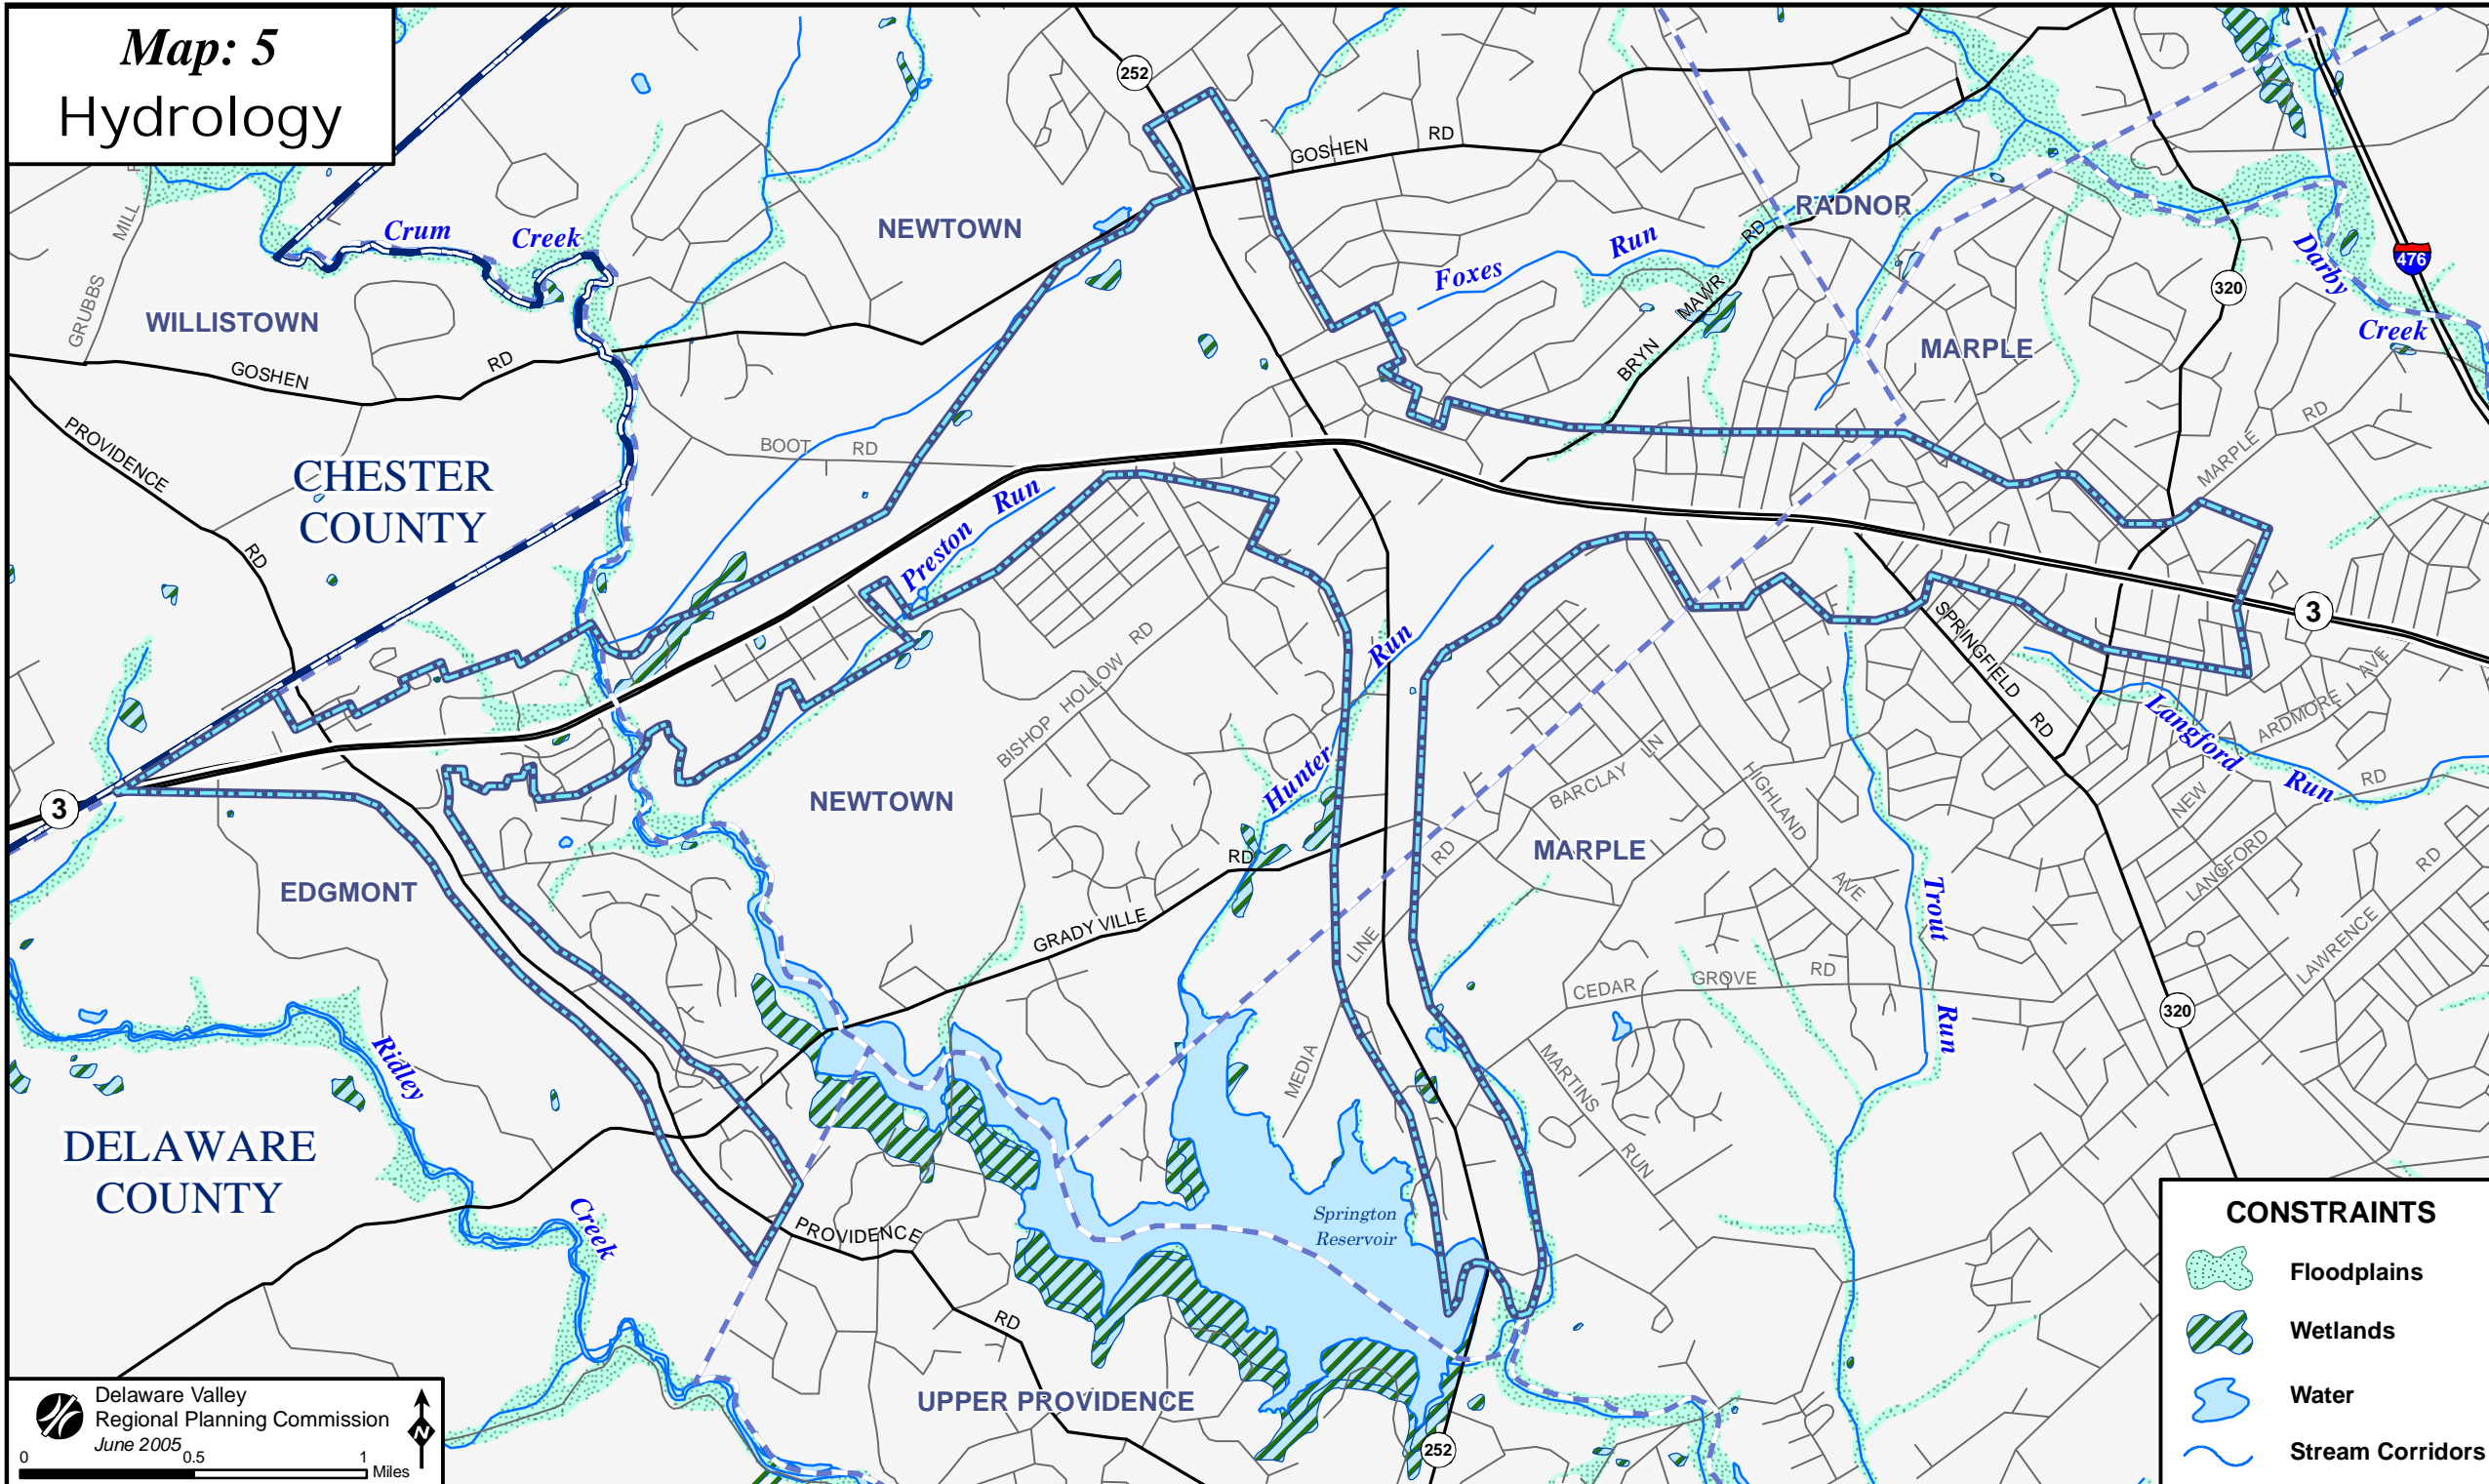 Map: 5
Hydrology
252
GOSHEN RD
RADNOR
NEWTOWN
Crum Creek
MILL
GRUBBS
WILLISTOWN
Foxes Run
RD
MAWR
BRYN
MARPLE
320
476
Darby
Creek
GOSHEN RD
PROVIDENCE
RD
BOOT RD
CHESTER
COUNTY
MARPLE RD
Preston Run
Hunter Run
BISHOP HOLLOW RD
SPRINGFIELD RD
3
ARDMORE AVE
Langford Run
RD
NEW
LANGFORD
LAWRENCE RD
3
NEWTOWN
EDGMONT
RD
GRADYVILLE
LINE RD
MEDIA
BARCLAY LN
HIGHLAND
AVE
MARPLE
Trout
Run
CEDAR GROVE RD
320
MARTINS
RUN
Ridley
Creek
DELAWARE
COUNTY
PROVIDENCE
RD
Springton
Reservoir
UPPER PROVIDENCE
252
CONSTRAINTS
Floodplains
Wetlands
Water
Stream Corridors
Delaware Valley
Regional Planning Commission
June 2005
N
0 0.5 1
Miles